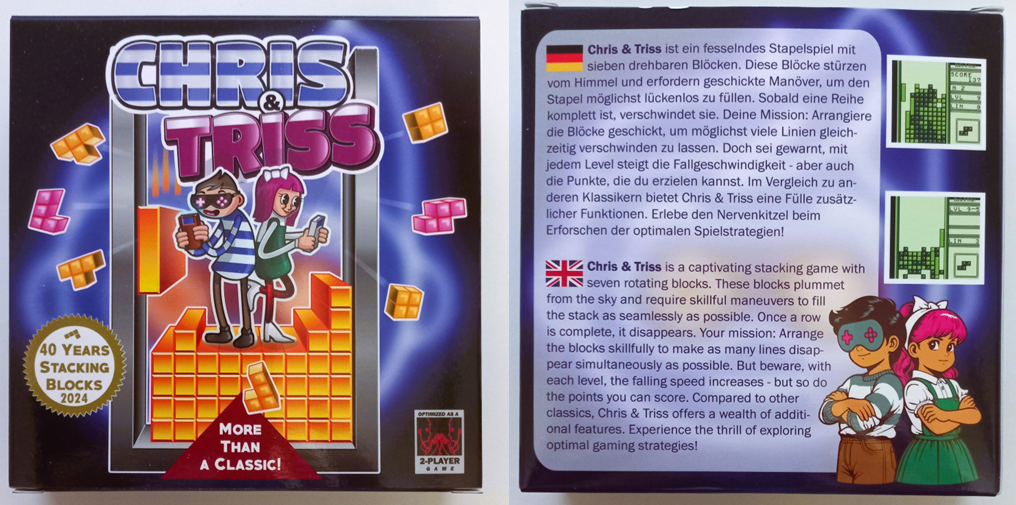 CHRIS
&
TRISS
40 YEARS
STACKING
BLOCKS
2024
MORE
THAN
A CLASSIC!
OPTIMIZED AS A
2-PLAYER
GAME
Chris & Triss ist ein fesselndes Stapelspiel mit
sieben drehbaren Blöcken. Diese Blöcke stürzen
vom Himmel und erfordern geschickte Manöver, um den
Stapel möglichst lückenlos zu füllen. Sobald eine Reihe
komplett ist, verschwindet sie. Deine Mission: Arrangiere
die Blöcke geschickt, um möglichst viele Linien gleich-
zeitig verschwinden zu lassen. Doch sei gewarnt, mit
jedem Level steigt die Fallgeschwindigkeit - aber auch
die Punkte, die du erzielen kannst. Im Vergleich zu an-
deren Klassikern bietet Chris & Triss eine Fülle zusätz-
licher Funktionen. Erlebe den Nervenkitzel beim
Erforschen der optimalen Spielstrategien!
Chris & Triss is a captivating stacking game with
seven rotating blocks. These blocks plummet
from the sky and require skillful maneuvers to fill
the stack as seamlessly as possible. Once a row
is complete, it disappears. Your mission: Arrange
the blocks skillfully to make as many lines disap-
pear simultaneously as possible. But beware, with
each level, the falling speed increases - but so do
the points you can score. Compared to other
classics, Chris & Triss offers a wealth of additi-
onal features. Experience the thrill of exploring
optimal gaming strategies!
SCORE